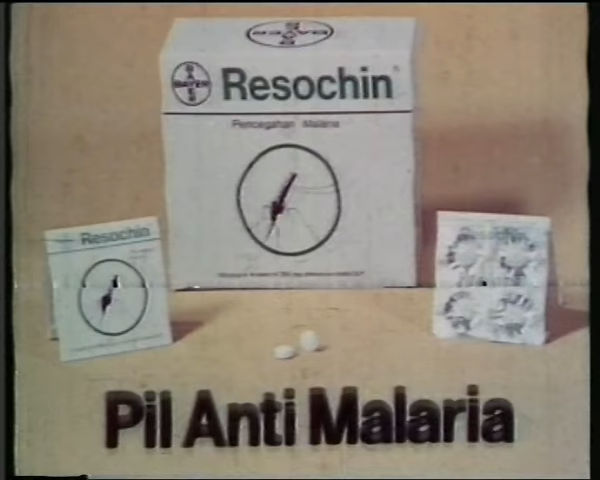 BAYER
BAYER
Resochin
Pencegahan Malaria
Resochin
Pil Anti Malaria